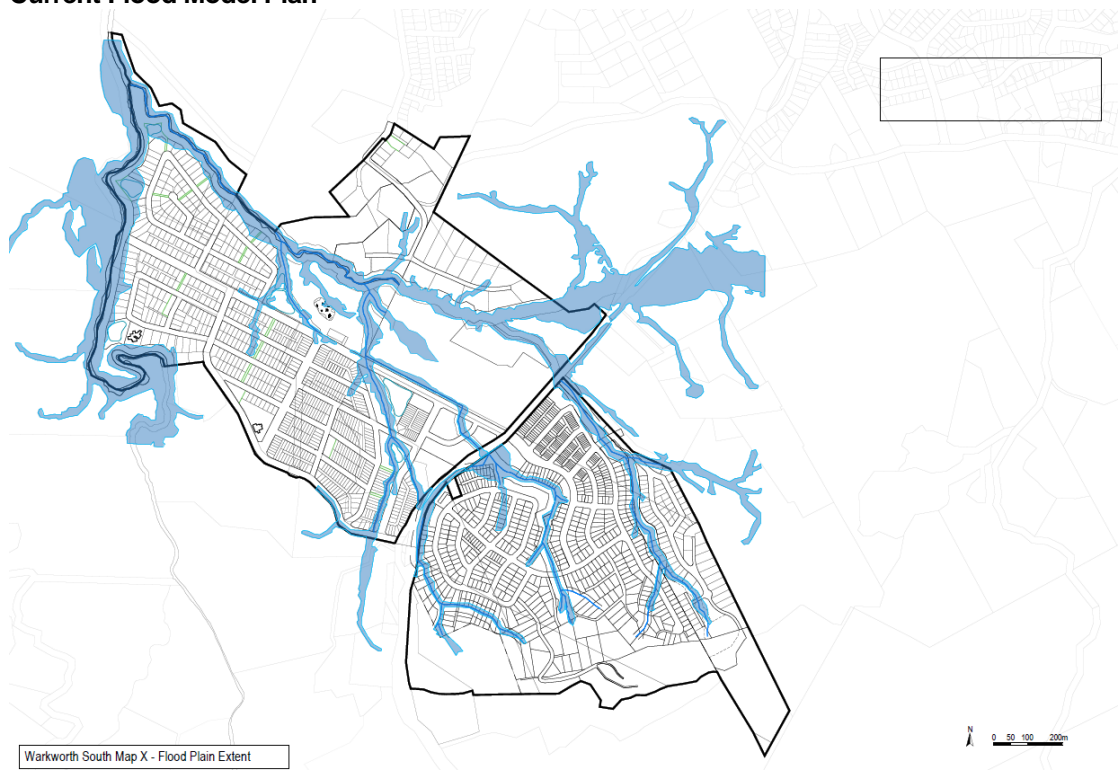 Current Flood Model Plan
N
0 50 100 200m
Warkworth South Map X - Flood Plain Extent